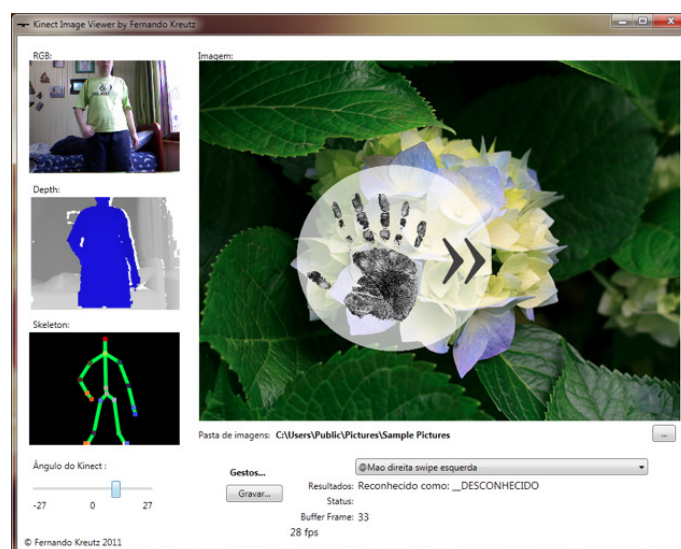 Kinect Image Viewer by Fernando Kreutz
RGB:
Imagem:
Depth:
Skeleton:
Pasta de imagens: C:\Users\Public\Pictures\Sample Pictures
...
Ângulo do Kinect :
-27 0 27
Gestos...
@Mao direita swipe esquerda
Gravar...
Resultados: Reconhecido como: __DESCONHECIDO
Status:
Buffer Frame: 33
28 fps
© Fernando Kreutz 2011